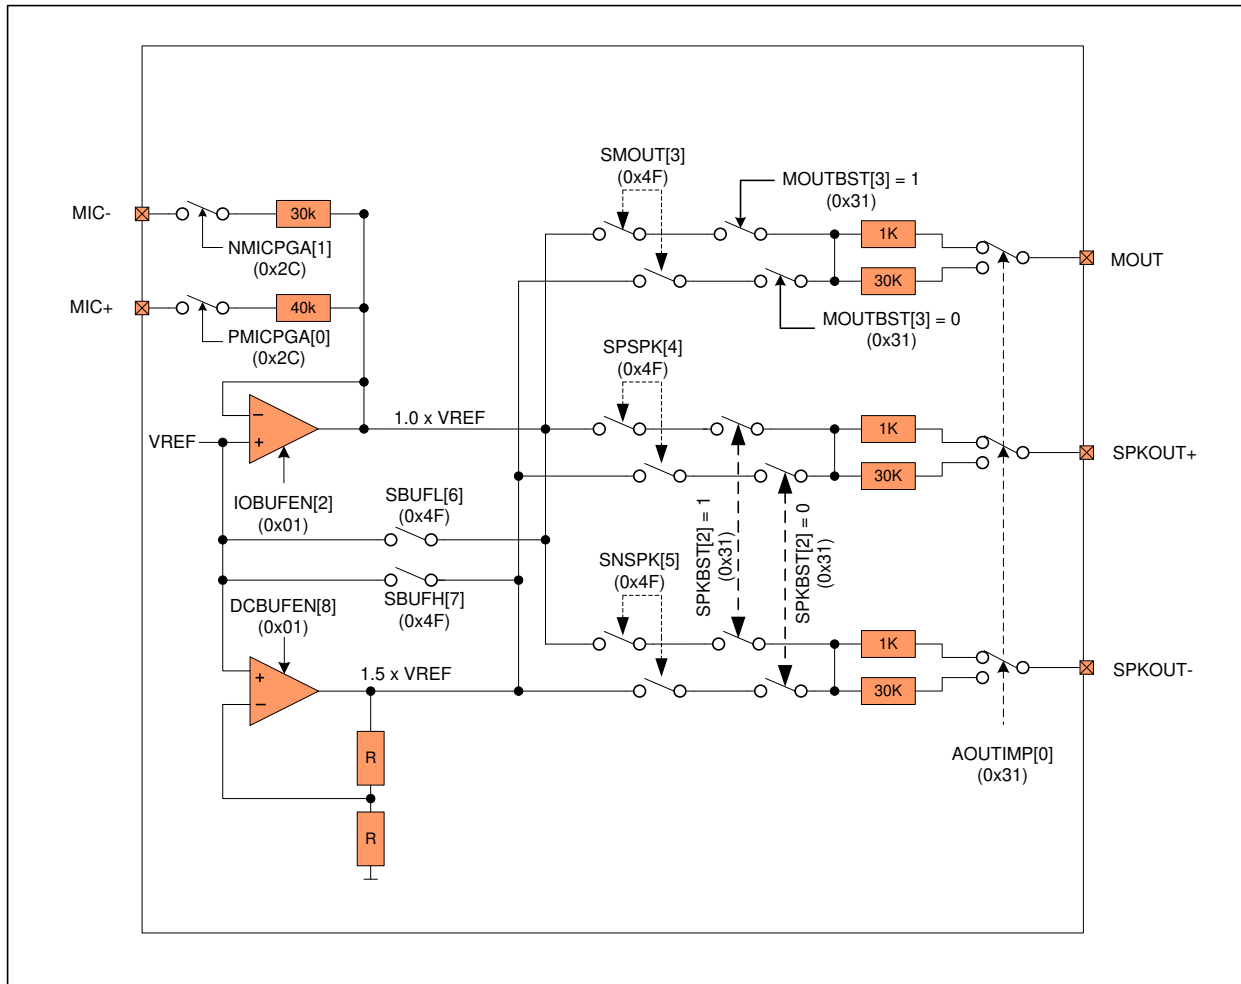 SMOUT[3]
(0x4F)
MOUTBST[3] = 1
(0x31)
MIC-
30k
NMICPGA[1]
(0x2C)
1K
MOUT
30K
MIC+
40k
PMICPGA[0]
(0x2C)
MOUTBST[3] = 0
(0x31)
SPSPK[4]
(0x4F)
−
+
VREF
1.0 x VREF
1K
SPKOUT+
30K
IOBUFEN[2]
(0x01)
SBUFL[6]
(0x4F)
SPKBST[2] = 1
(0x31)
SPKBST[2] = 0
(0x31)
SNSPK[5]
(0x4F)
SBUFH[7]
(0x4F)
DCBUFEN[8]
(0x01)
1K
+
−
1.5 x VREF
SPKOUT-
30K
R
AOUTIMP[0]
(0x31)
R